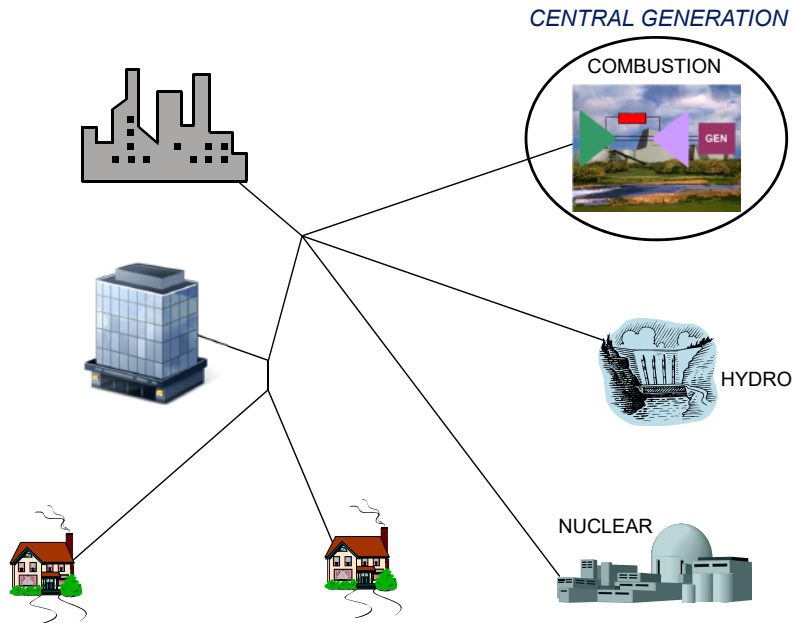 CENTRAL GENERATION
COMBUSTION
GEN
HYDRO
NUCLEAR